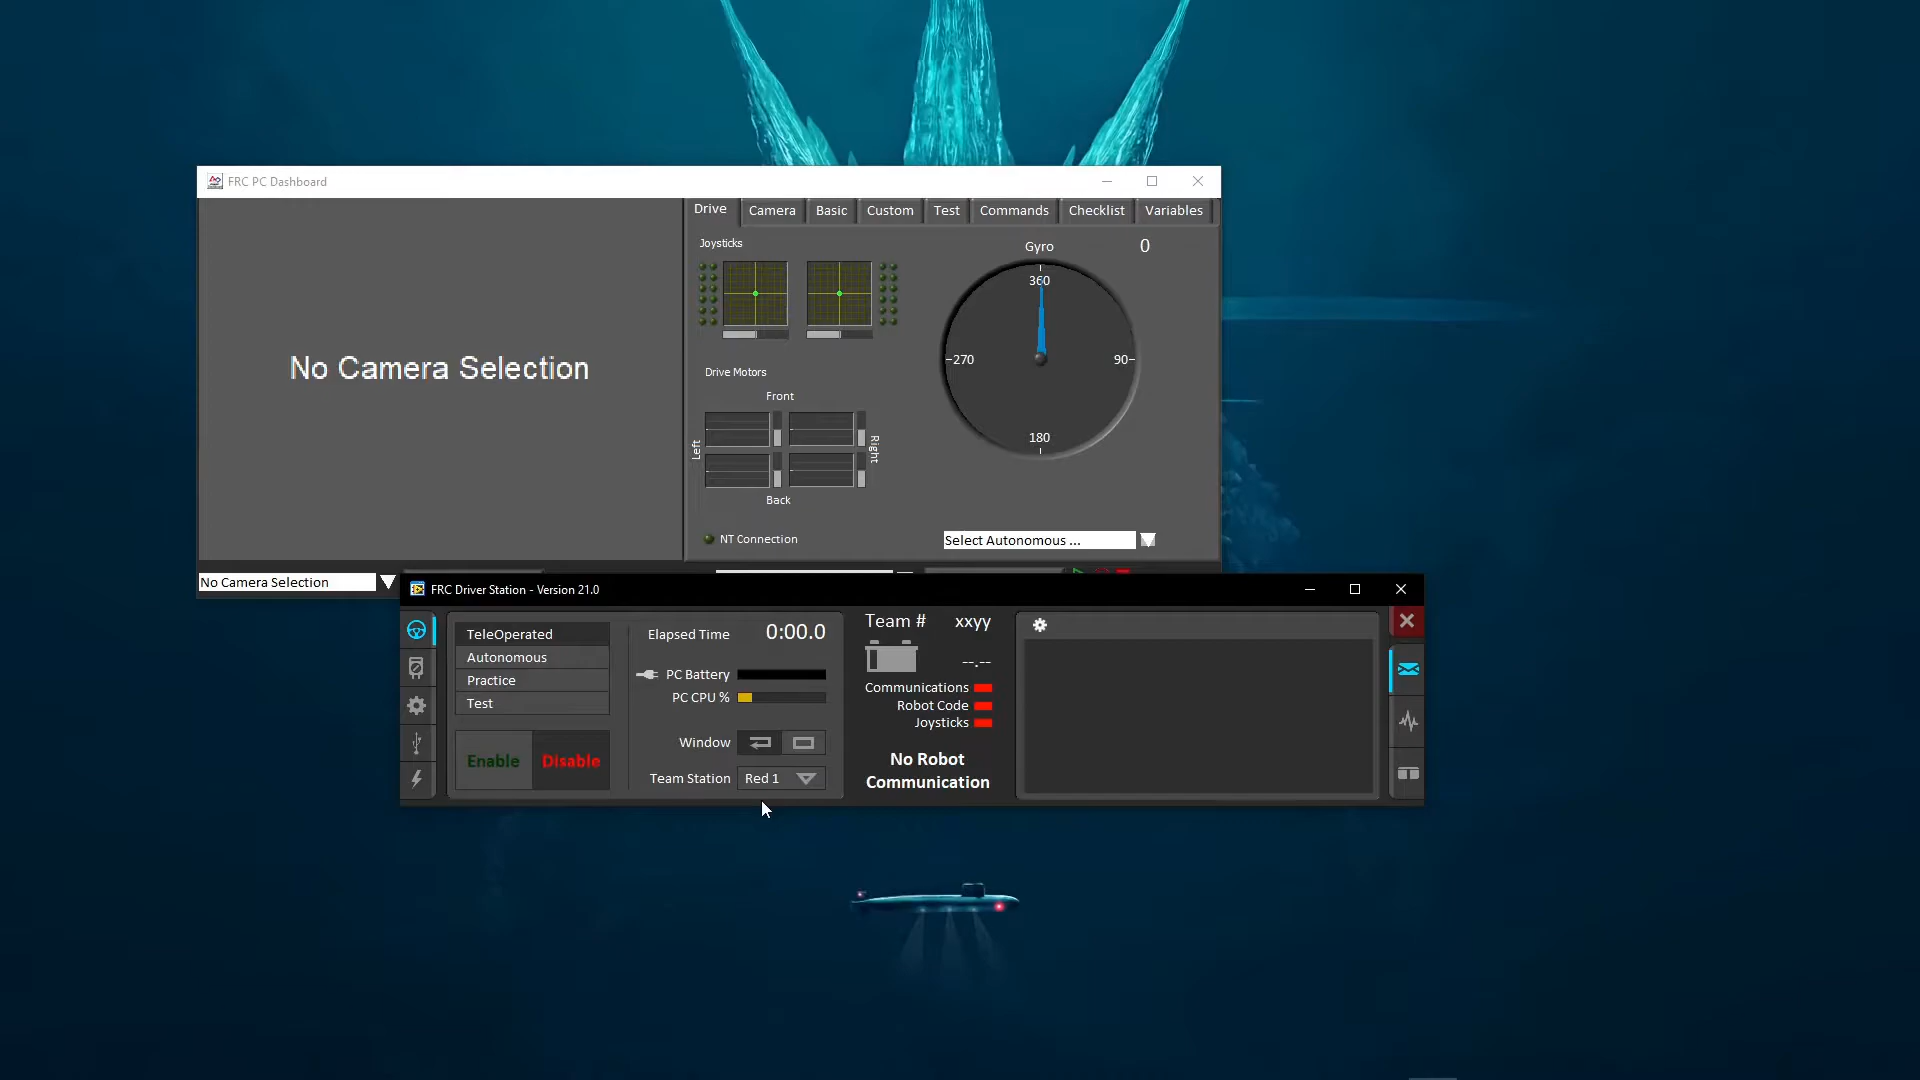 FRC PC Dashboard
Drive
Camera
Basic
Custom
Test
Commands
Checklist
Variables
Joysticks
Gyro
0
360
270
90
180
No Camera Selection
Drive Motors
Front
Left
Right
Back
NT Connection
Select Autonomous ...
No Camera Selection
FRC Driver Station - Version 21.0
TeleOperated
Autonomous
Practice
Test
Enable
Disable
Elapsed Time 0:00.0
PC Battery
PC CPU %
Window
Team Station Red 1
Team # xxyy
--.--
Communications
Robot Code
Joysticks
No Robot
Communication